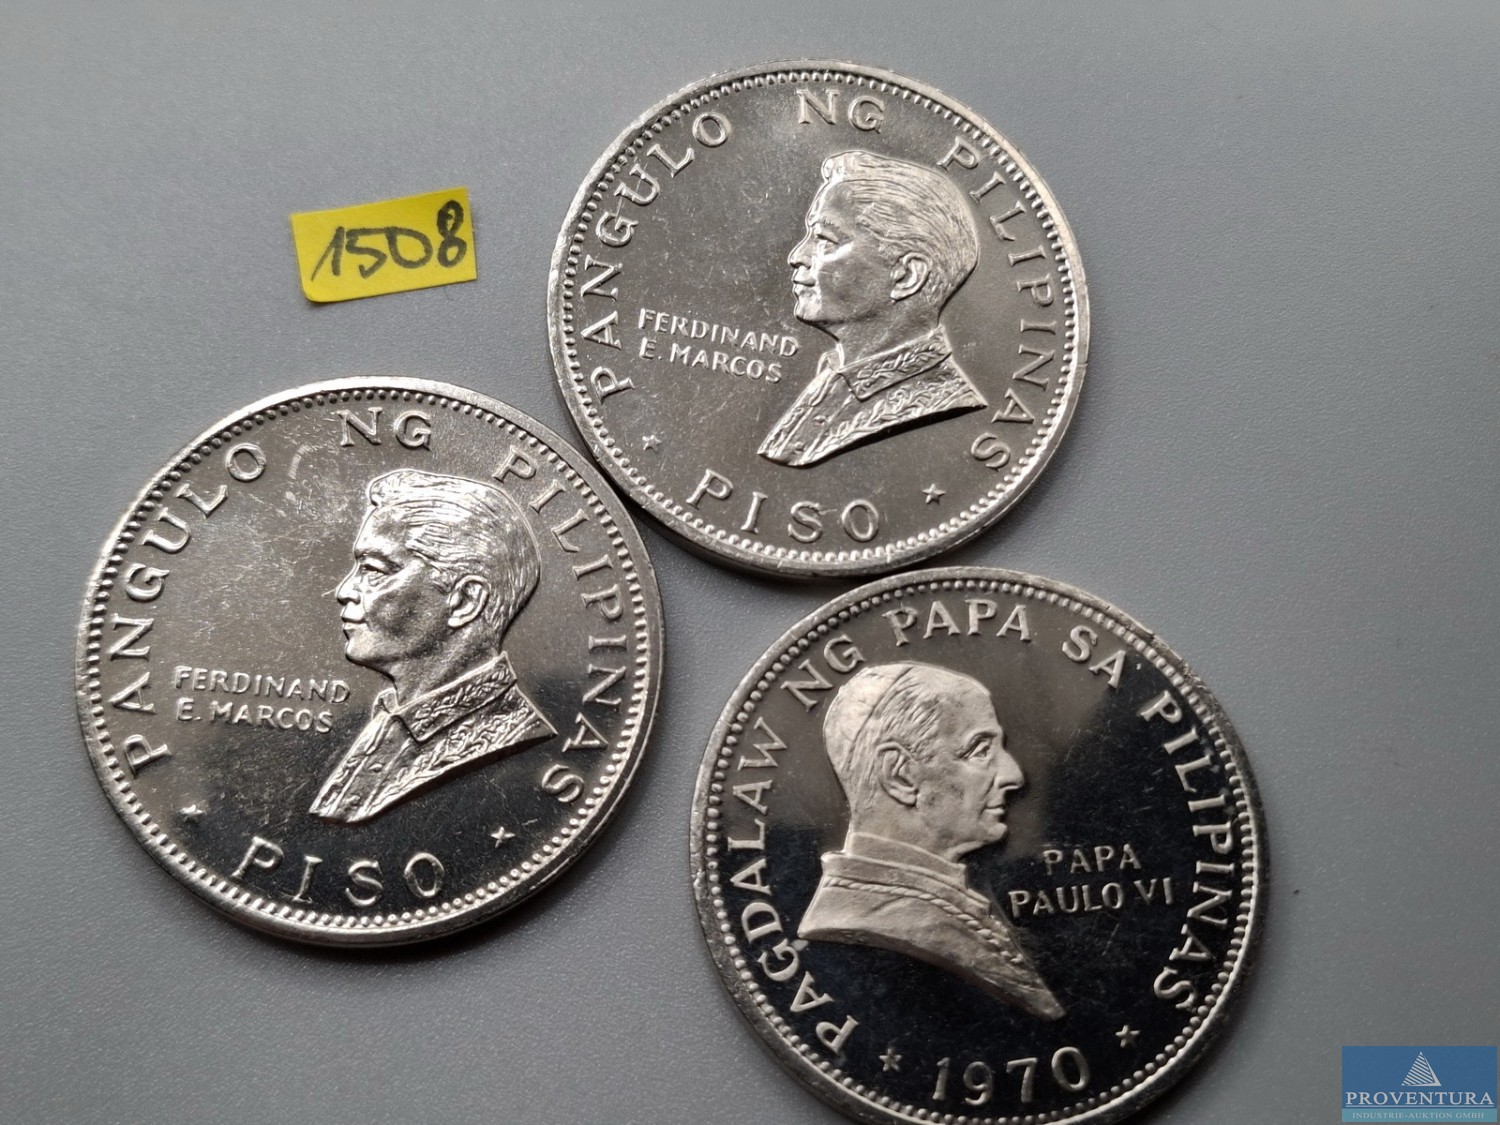 1508
PANGULO NG PILIPINAS
FERDINAND
E. MARCOS
PISO
PANGULO NG PILIPINAS
FERDINAND
E. MARCOS
PISO
PAGDALAW NG PAPA SA PILIPINAS
PAPA
PAULO VI
1970
PROVENTURA
INDUSTRIE-AUKTION GMBH